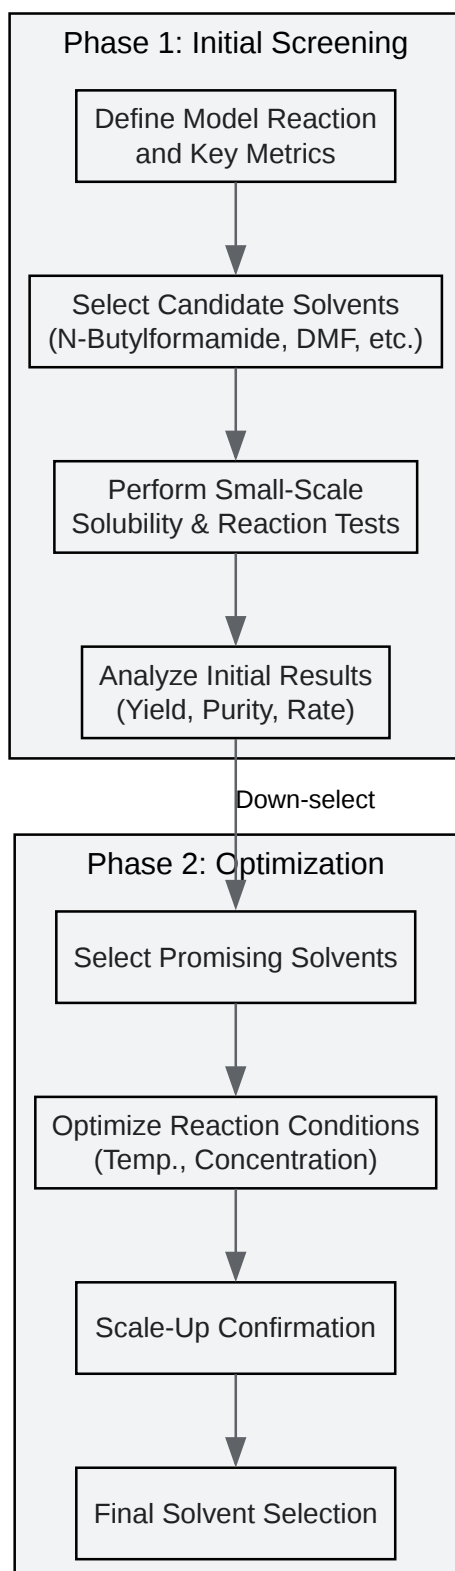 Phase 1: Initial Screening
Define Model Reaction
and Key Metrics
Select Candidate Solvents
(N-Butylformamide, DMF, etc.)
Perform Small-Scale
Solubility & Reaction Tests
Analyze Initial Results
(Yield, Purity, Rate)
Down-select
Phase 2: Optimization
Select Promising Solvents
Optimize Reaction Conditions
(Temp., Concentration)
Scale-Up Confirmation
Final Solvent Selection